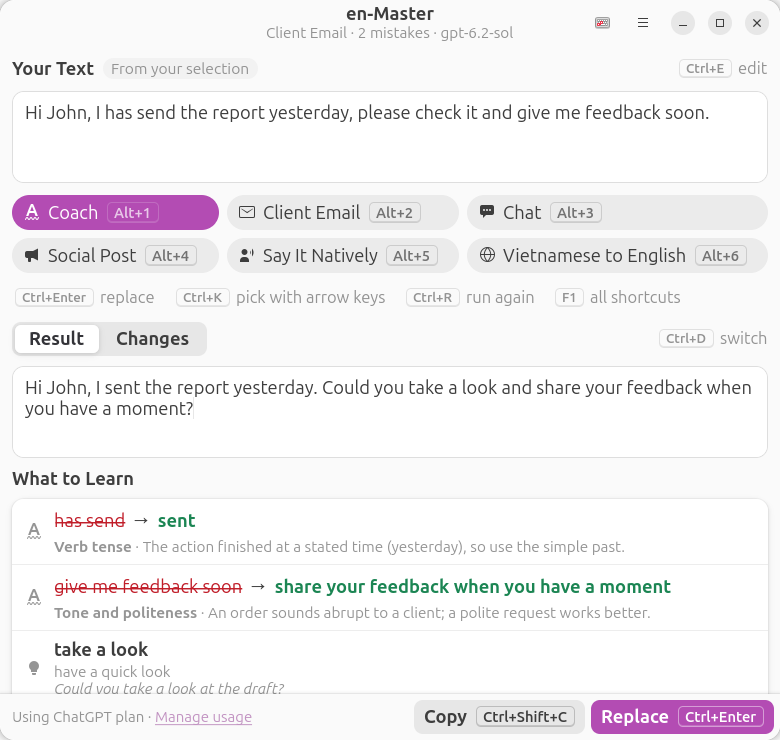 en-Master
Client Email · 2 mistakes · gpt-6.2-sol
Your Text From your selection Ctrl+E edit
Hi John, I has send the report yesterday, please check it and give me feedback soon.
Coach Alt+1 Client Email Alt+2 Chat Alt+3
Social Post Alt+4 Say It Natively Alt+5 Vietnamese to English Alt+6
Ctrl+Enter replace Ctrl+K pick with arrow keys Ctrl+R run again F1 all shortcuts
Result Changes Ctrl+D switch
Hi John, I sent the report yesterday. Could you take a look and share your feedback when
you have a moment?
What to Learn
has send → sent
Verb tense · The action finished at a stated time (yesterday), so use the simple past.
give me feedback soon → share your feedback when you have a moment
Tone and politeness · An order sounds abrupt to a client; a polite request works better.
take a look
have a quick look
Could you take a look at the draft?
Using ChatGPT plan · Manage usage Copy Ctrl+Shift+C Replace Ctrl+Enter